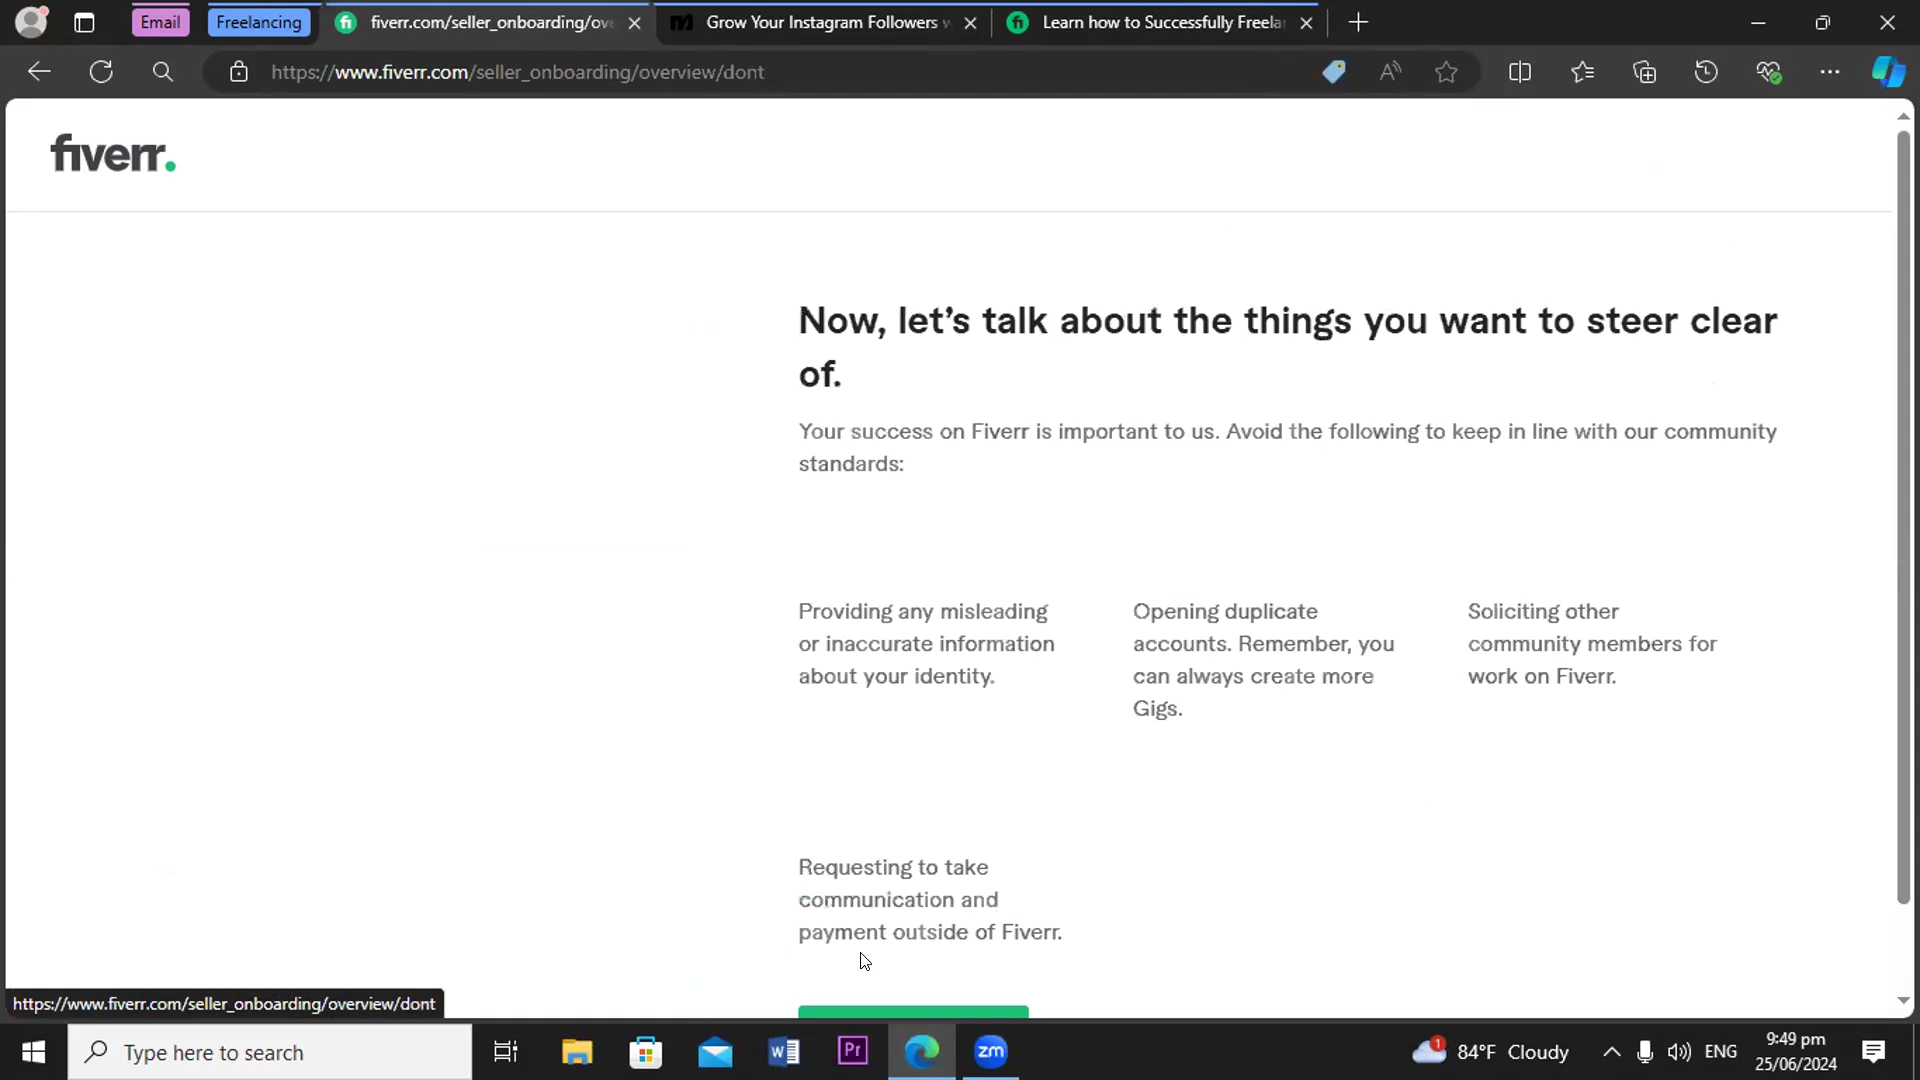 Email
Freelancing
fiverr.com/seller_onboarding/ov
Grow Your Instagram Followers w
Learn how to Successfully Freela
https://www.fiverr.com/seller_onboarding/overview/dont
fiverr.
Now, let's talk about the things you want to steer clear
of.
Your success on Fiverr is important to us. Avoid the following to keep in line with our community
standards:
Providing any misleading
or inaccurate information
about your identity.
Opening duplicate
accounts. Remember, you
can always create more
Gigs.
Soliciting other
community members for
work on Fiverr.
Requesting to take
communication and
payment outside of Fiverr.
https://www.fiverr.com/seller_onboarding/overview/dont
Type here to search
Pr
zm
1
84°F Cloudy
ENG
9:49 pm
25/06/2024